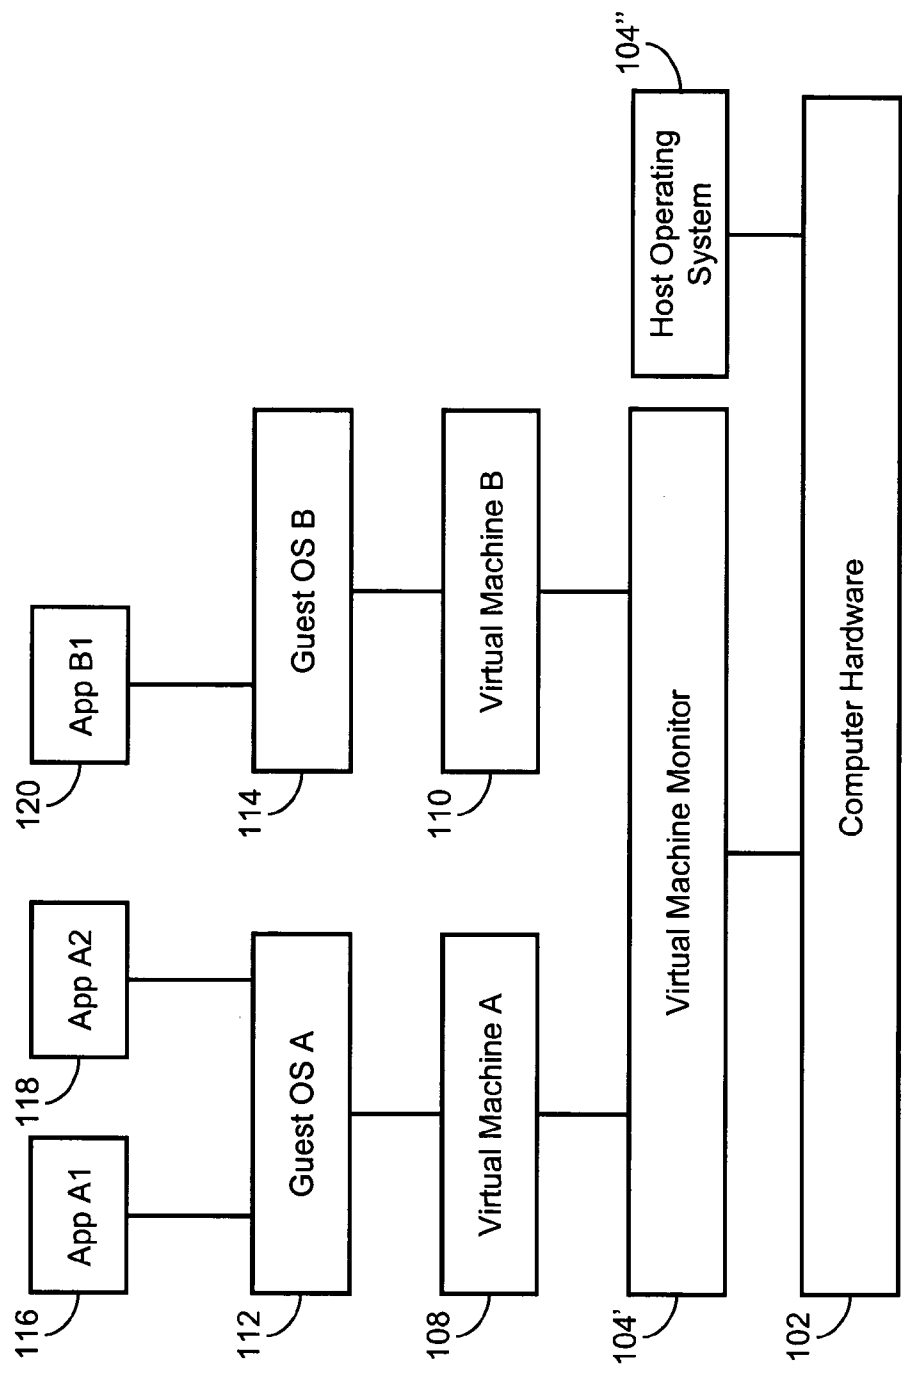 116
App A1
118
App A2
120
App B1
112
Guest OS A
114
Guest OS B
108
Virtual Machine A
110
Virtual Machine B
104'
Virtual Machine Monitor
104"
Host Operating
System
102
Computer Hardware